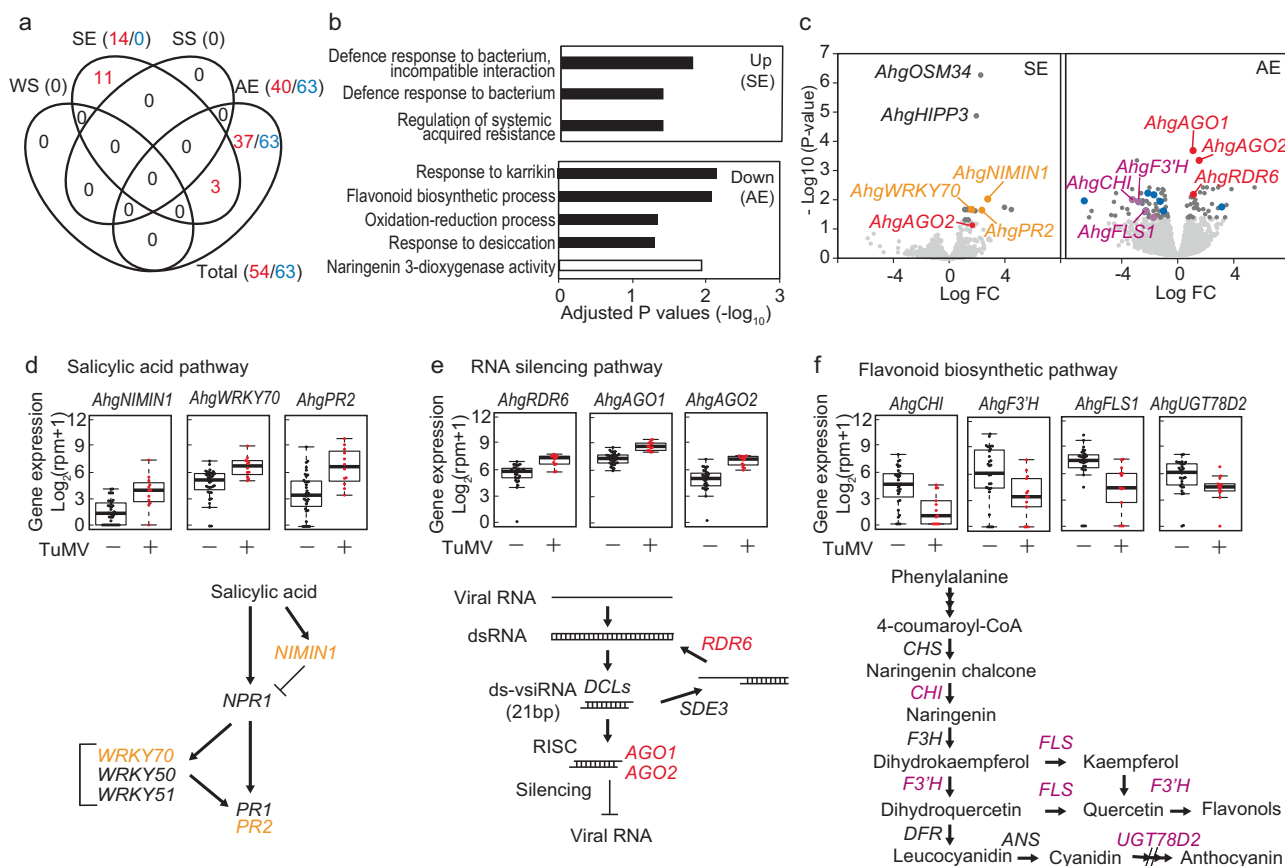 a
SE (14/0)
SS (0)
WS (0)
AE (40/63)
11
0
0
0
0
37/63
0
0
0
0
0
3
0
0
Total (54/63)
b
Defence response to bacterium,
incompatible interaction
Defence response to bacterium
Regulation of systemic
acquired resistance
Up
(SE)
Response to karrikin
Flavonoid biosynthetic process
Oxidation-reduction process
Response to desiccation
Naringenin 3-dioxygenase activity
Down
(AE)
0 1 2 3
Adjusted P values (-log10)
c
- Log10 (P-value)
7
6
5
4
3
2
1
0
SE
AhgOSM34
AhgHIPP3
AhgNIMIN1
AhgWRKY70
AhgAGO2
AhgPR2
-4 0 4
Log FC
AE
AhgAGO1
AhgAGO2
AhgF3'H
AhgRDR6
AhgCHI
AhgFLS1
-4 0 4
Log FC
d Salicylic acid pathway
AhgNIMIN1 AhgWRKY70 AhgPR2
Gene expression
Log2(rpm+1)
12
9
6
3
0
TuMV − + − + − +
Salicylic acid
NIMIN1
NPR1
WRKY70
WRKY50
WRKY51
PR1
PR2
e RNA silencing pathway
AhgRDR6 AhgAGO1 AhgAGO2
Gene expression
Log2(rpm+1)
12
9
6
3
0
TuMV − + − + − +
Viral RNA
dsRNA
RDR6
ds-vsiRNA
(21bp)
DCLs
SDE3
RISC
AGO1
AGO2
Silencing
Viral RNA
f Flavonoid biosynthetic pathway
AhgCHI AhgF3'H AhgFLS1 AhgUGT78D2
Gene expression
Log2(rpm+1)
12
9
6
3
0
TuMV − + − + − + − +
Phenylalanine
4-coumaroyl-CoA
CHS
Naringenin chalcone
CHI
Naringenin
F3H
Dihydrokaempferol
FLS
Kaempferol
F3'H
FLS
F3'H
Dihydroquercetin
Quercetin
Flavonols
DFR
ANS
UGT78D2
Leucocyanidin
Cyanidin
Anthocyanin